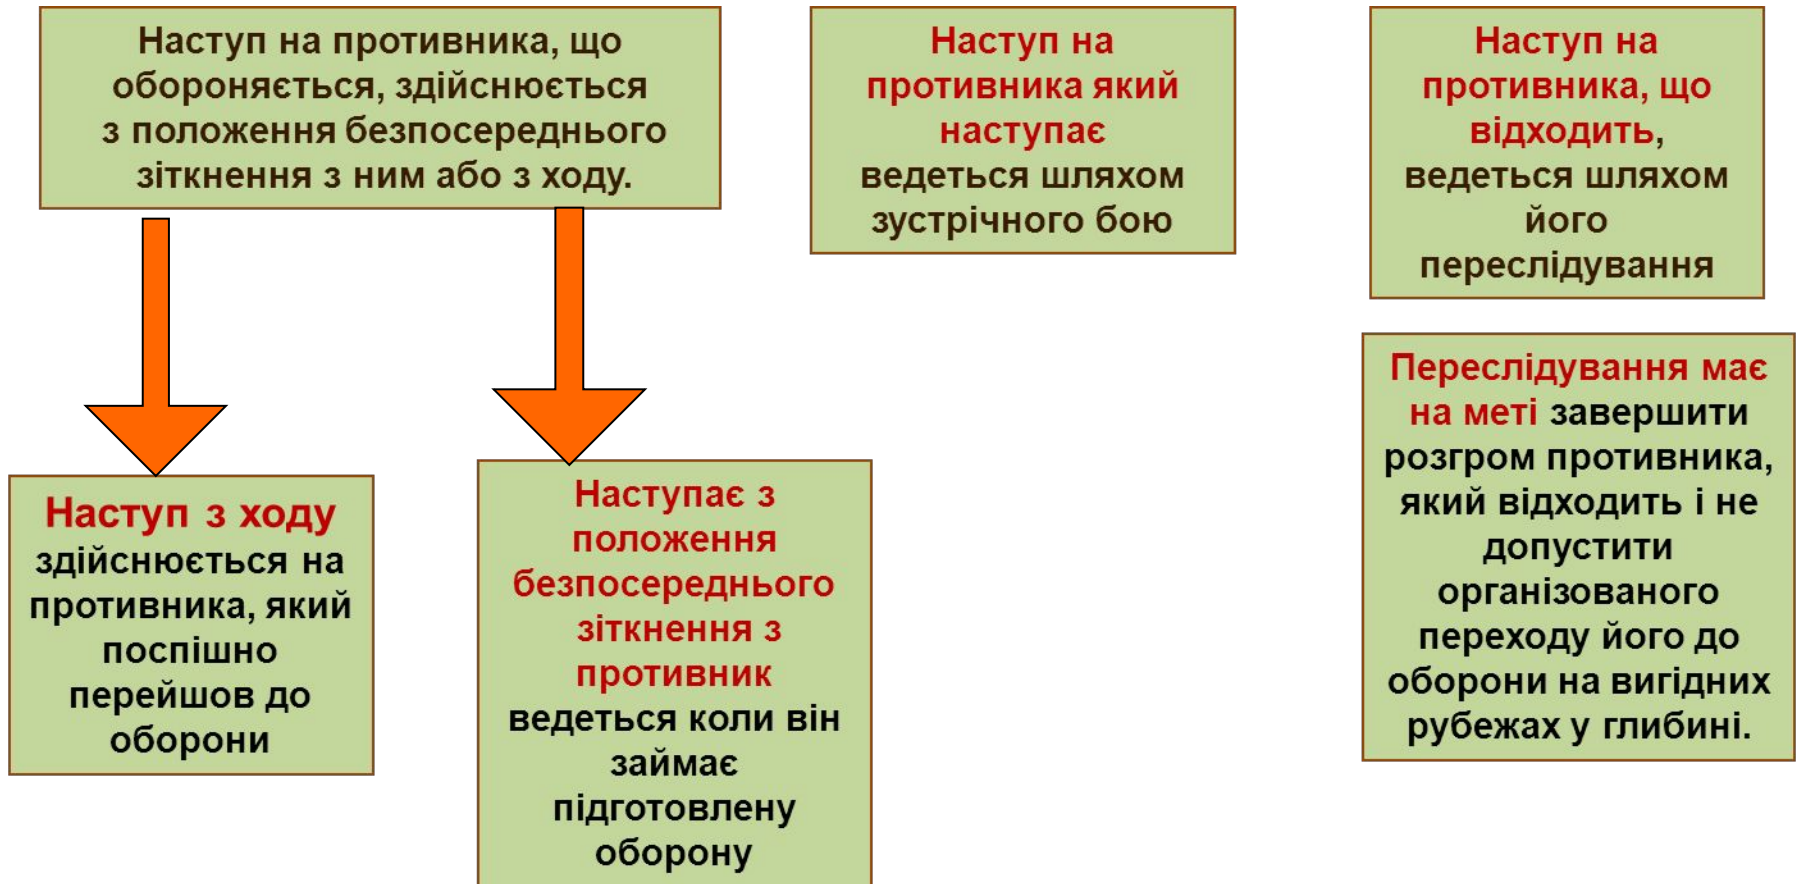 Наступ на противника, що
обороняється, здійснюється
з положення безпосереднього
зіткнення з ним або з ходу.
Наступ на
противника який
наступає
ведеться шляхом
зустрічного бою
Наступ на
противника, що
відходить,
ведеться шляхом
його
переслідування
Наступ з ходу
здійснюється на
противника, який
поспішно
перейшов до
оборони
Наступає з
положення
безпосереднього
зіткнення з
противник
ведеться коли він
займає
підготовлену
оборону
Переслідування має
на меті завершити
розгром противника,
який відходить і не
допустити
організованого
переходу його до
оборони на вигідних
рубежах у глибині.